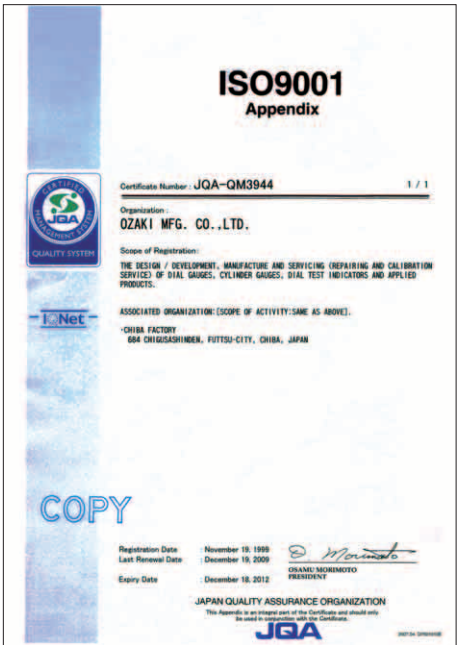 ISO9001
Appendix
Certificate Number : JQA-QM3944
1 / 1
Organization :
OZAKI MFG. CO.,LTD.
Scope of Registration:
THE DESIGN / DEVELOPMENT, MANUFACTURE AND SERVICING (REPAIRING AND CALIBRATION
SERVICE) OF DIAL GAUGES, CYLINDER GAUGES, DIAL TEST INDICATORS AND APPLIED
PRODUCTS.
ASSOCIATED ORGANIZATION:[SCOPE OF ACTIVITY:SAME AS ABOVE].
·CHIBA FACTORY
684 CHIGUSASHINDEN, FUTTSU-CITY, CHIBA, JAPAN
CERTIFIED
MANAGEMENT SYSTEM
JQA
QUALITY SYSTEM
IQNet
COPY
Registration Date : November 19, 1999
Last Renewal Date : December 19, 2009
Expiry Date : December 18, 2012
O Morimoto
OSAMU MORIMOTO
PRESIDENT
JAPAN QUALITY ASSURANCE ORGANIZATION
This Appendix is an integral part of the Certificate and should only
be used in conjunction with the Certificate.
JQA